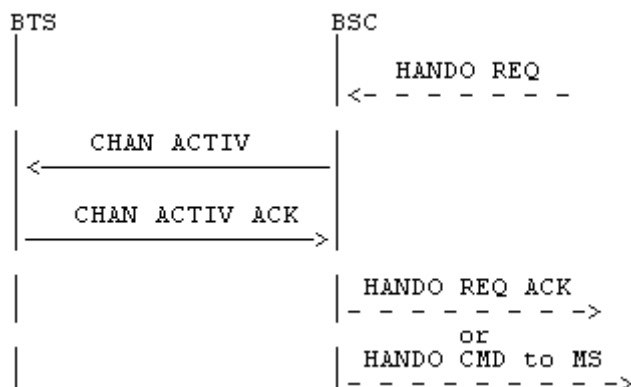 BTS BSC
HANDO REQ
CHAN ACTIV
CHAN ACTIV ACK
HANDO REQ ACK
or
HANDO CMD to MS